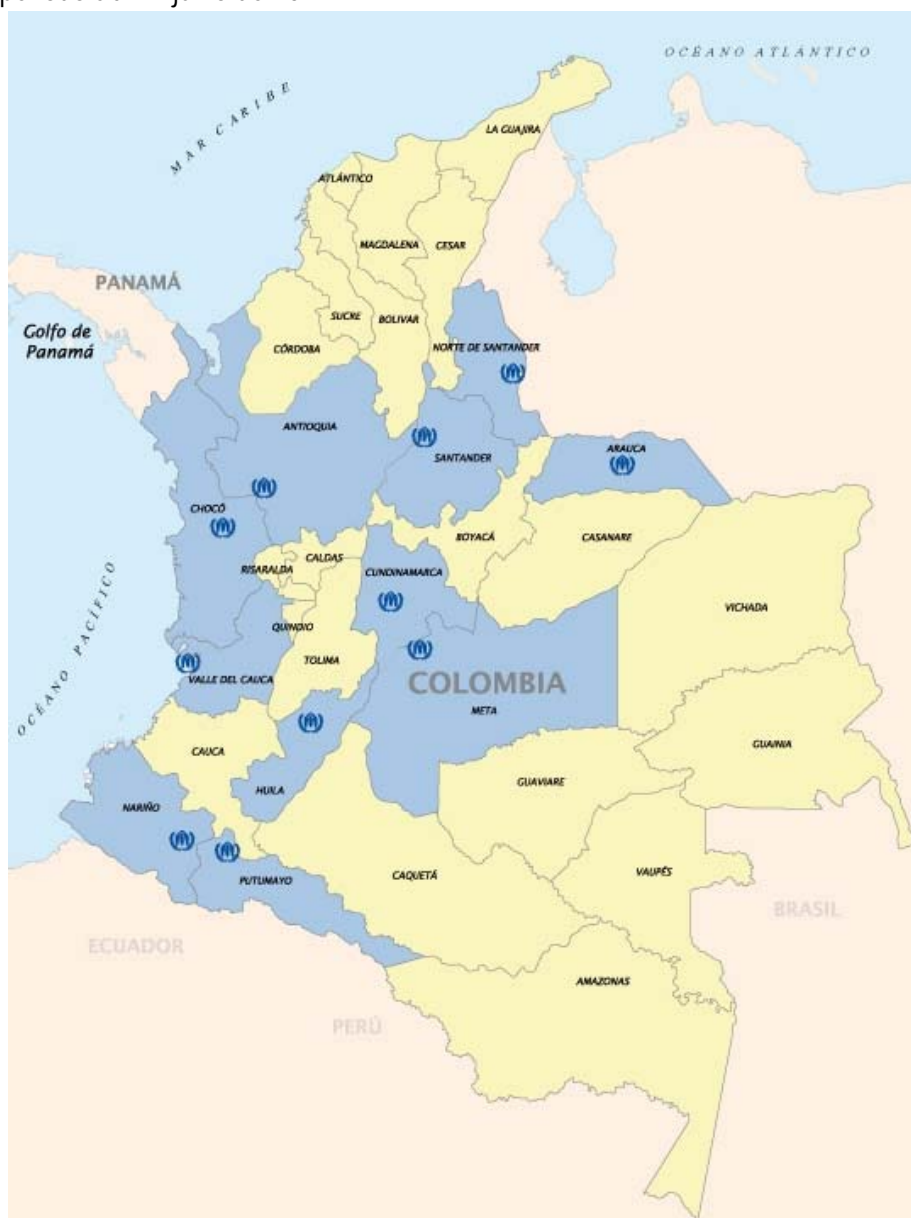 OCÉANO ATLÁNTICO
MAR CARIBE
LA GUAJIRA
ATLÁNTICO
MAGDALENA
CESAR
PANAMÁ
SUCRE
BOLIVAR
Golfo de
Panamá
CÓRDOBA
NORTE DE SANTANDER
ANTIOQUIA
SANTANDER
ARAUCA
CHOCÓ
BOYACÁ
CASANARE
CALDAS
RISARALDA
CUNDINAMARCA
VICHADA
QUINDIO
OCÉANO PACÍFICO
TOLIMA
VALLE DEL CAUCA
COLOMBIA
META
CAUCA
GUAINIA
HUILA
GUAVIARE
NARIÑO
CAQUETÁ
VAUPÉS
PUTUMAYO
BRASIL
ECUADOR
AMAZONAS
PERÚ